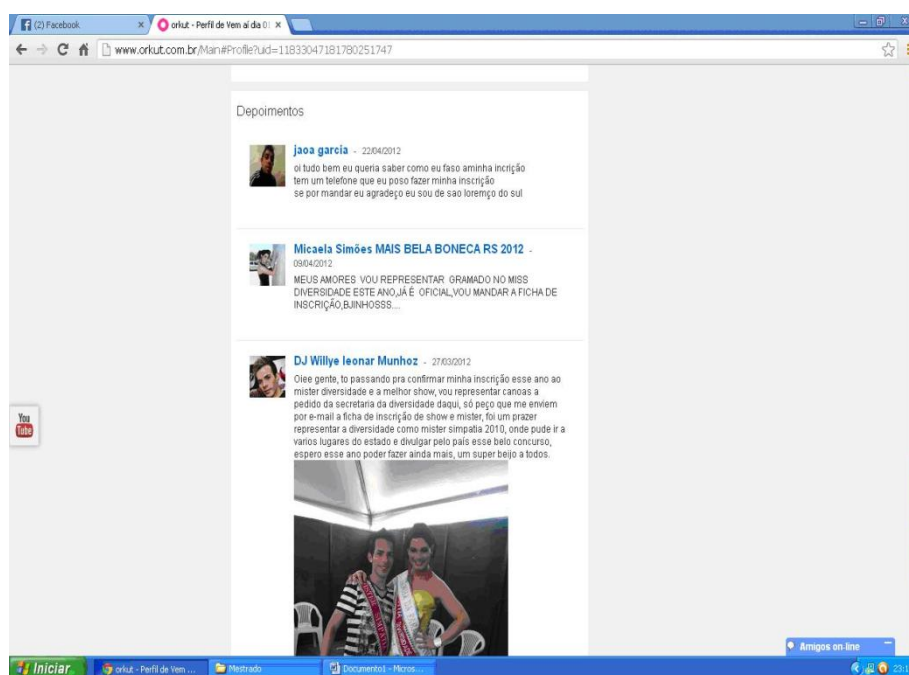 (2) Facebook
orkut - Perfil de Vem aí dia 01
www.orkut.com.br/Main#Profile?uid=11833047181780251747
Depoimentos
jaoa garcia - 22/04/2012
oi tudo bem eu queria saber como eu faso aminha incrição
tem um telefone que eu poso fazer minha inscrição
se por mandar eu agradeço eu sou de sao loremço do sul
Micaela Simões MAIS BELA BONECA RS 2012 -
09/04/2012
MEUS AMORES VOU REPRESENTAR GRAMADO NO MISS
DIVERSIDADE ESTE ANO,JÁ É OFICIAL,VOU MANDAR A FICHA DE
INSCRIÇÃO,BJINHOSSS...
DJ Willye leonar Munhoz - 27/03/2012
Oiee gente, to passando pra confirmar minha inscrição esse ano ao
mister diversidade e a melhor show, vou representar canoas a
pedido da secretaria da diversidade daqui, só peço que me enviem
por e-mail a ficha de inscrição de show e mister, foi um prazer
representar a diversidade como mister simpatia 2010, onde pude ir a
varios lugares do estado e divulgar pelo país esse belo concurso,
espero esse ano poder fazer ainda mais, um super beijo a todos.
You
Tube
Amigos on-line
Iniciar
orkut - Perfil de Vem ...
Mestrado
Documento1 - Micros...